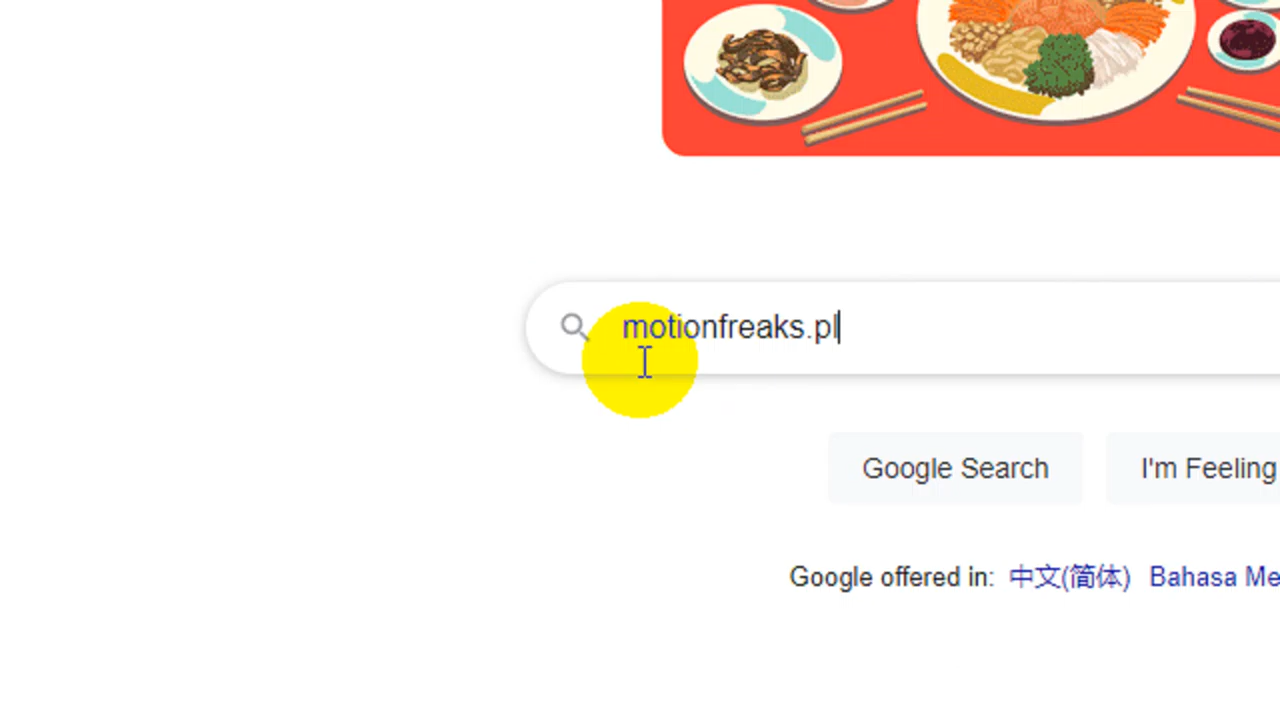 motionfreaks.pl
Google Search
I'm Feeling
Google offered in: 中文(简体) Bahasa Me